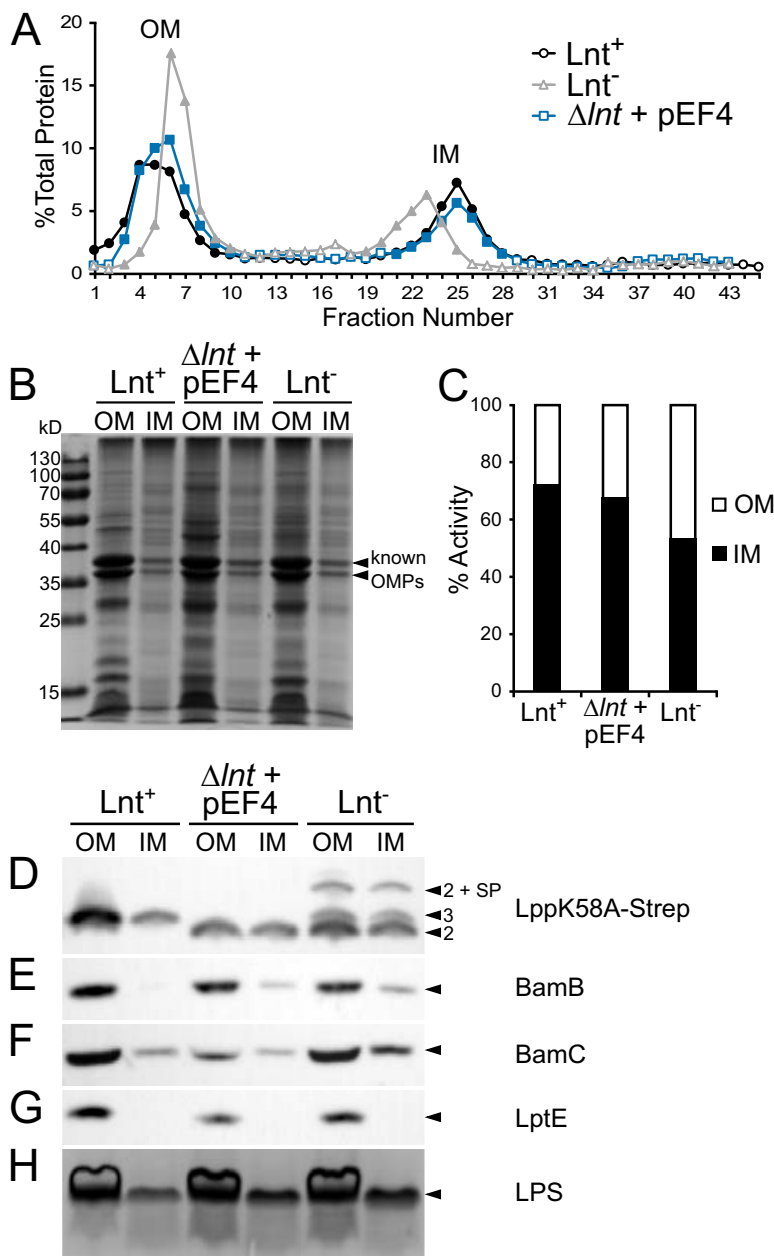 A
OM
IM
Lnt+
Lnt-
Δlnt + pEF4
%Total Protein
20
15
10
5
0
1 4 7 10 13 16 19 22 25 28 31 34 37 40 43
Fraction Number
B
Lnt+ Δlnt + pEF4 Lnt-
kD OM IM OM IM OM IM
130
100
70
55
40
35
25
15
known
OMPs
C
% Activity
100
80
60
40
20
0
OM
IM
Lnt+ Δlnt + pEF4 Lnt-
Lnt+ Δlnt + pEF4 Lnt-
OM IM OM IM OM IM
D
2 + SP
3
2
LppK58A-Strep
E BamB
F BamC
G LptE
H LPS